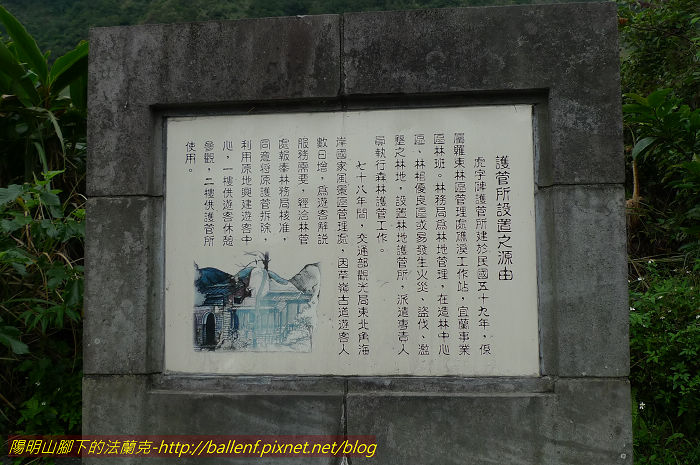 護管所設置之源由
虎字碑護管所建於民國五十九年，係
屬羅東林區管理處礁溪工作站，宜蘭事業
區林班。林務局為林地管理，在造林中心
區、林相優良區或易發生火災、盜伐、濫
墾之林地，設置林地護管所，派遣專責人
員執行森林護管工作。
七十八年間，交通部觀光局東北角海
岸國家風景區管理處，因草嶺古道遊客人
數日增，為遊客解說
服務需要，經洽林管
處報奉林務局核准，
同意將原護管所拆除，
利用原地興建遊客中
心，一樓供遊客休憩
參觀，二樓供護管所
使用。
陽明山腳下的法蘭克-http://ballenf.pixnet.net/blog